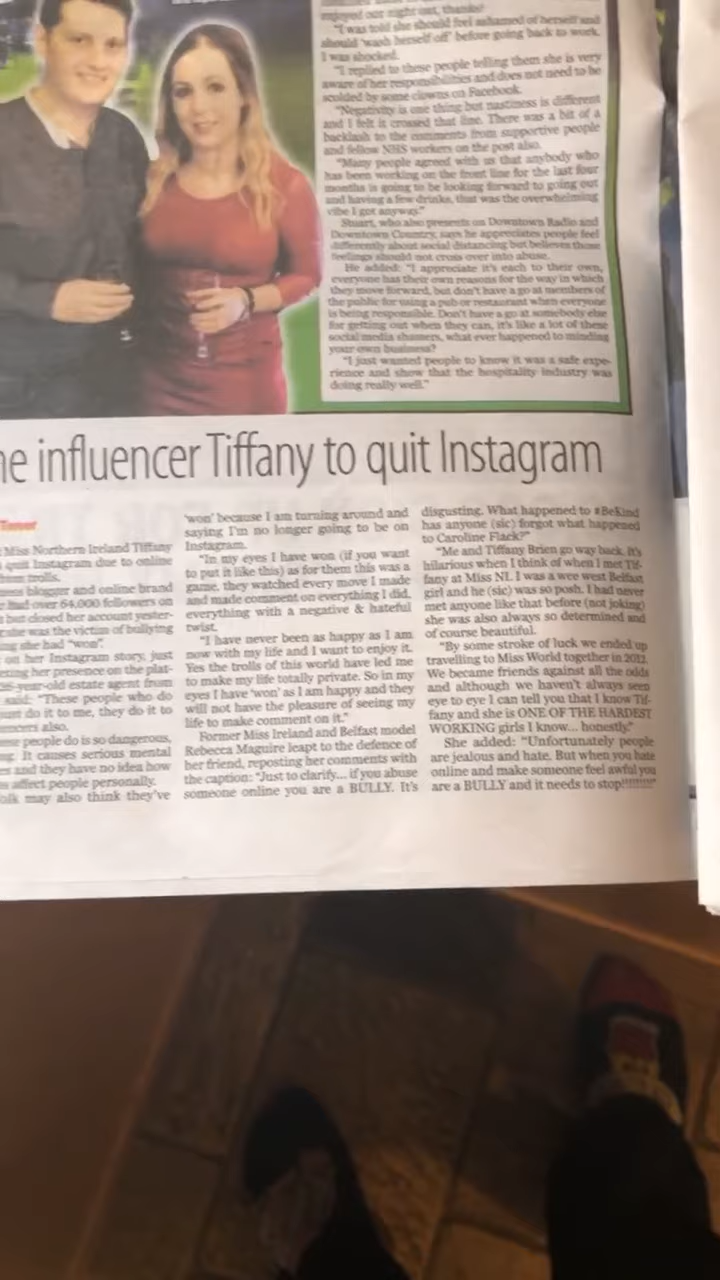 enjoyed our night out, thanks!
"I was told she should feel ashamed of herself and
should 'wash herself off' before going back to work.
I was shocked.
"I replied to these people telling them she is very
aware of her responsibilities and does not need to be
scolded by some clowns on Facebook.
"Negativity is one thing but nastiness is different
and I felt it crossed that line. There was a bit of a
backlash to the comments from supportive people
and fellow NHS workers on the post also.
"Many people agreed with us that anybody who
has been working on the front line for the last four
months is going to be looking forward to going out
and having a few drinks, that was the overwhelming
vibe I got anyway."
Stuart, who also presents on Downtown Radio and
Downtown Country, says he appreciates people feel
differently about social distancing but believes those
feelings should not cross over into abuse.
He added: "I appreciate it's each to their own,
everyone has their own reasons for the way in which
they move forward, but don't have a go at members of
the public for using a pub or restaurant when everyone
is being responsible. Don't have a go at somebody else
for getting out when they can, it's like a lot of these
social media shamers, what ever happened to minding
your own business?
"I just wanted people to know it was a safe expe-
rience and show that the hospitality industry was
doing really well."
he influencer Tiffany to quit Instagram
Miss Northern Ireland Tiffany
quit Instagram due to online
trolls.
blogger and online brand
had over 64,000 followers on
but closed her account yester-
she was the victim of bullying
she had "won".
on her Instagram story, just
her presence on the plat-
estate agent from
said: "These people who do
just do it to me, they do it to
also.
people do is so dangerous,
It causes serious mental
and they have no idea how
affect people personally.
may also think they've
'won' because I am turning around and
saying I'm no longer going to be on
Instagram.
"In my eyes I have won (if you want
to put it like this) as for them this was a
game, they watched every move I made
and made comment on everything I did,
everything with a negative & hateful
twist.
"I have never been as happy as I am
now with my life and I want to enjoy it.
Yes the trolls of this world have led me
to make my life totally private. So in my
eyes I have 'won' as I am happy and they
will not have the pleasure of seeing my
life to make comment on it."
Former Miss Ireland and Belfast model
Rebecca Maguire leapt to the defence of
her friend, reposting her comments with
the caption: "Just to clarify... if you abuse
someone online you are a BULLY. It's
disgusting. What happened to #BeKind
has anyone (sic) forgot what happened
to Caroline Flack?"
"Me and Tiffany Brien go way back. It's
hilarious when I think of when I met Tif-
fany at Miss NI. I was a wee west Belfast
girl and he (sic) was so posh. I had never
met anyone like that before (not joking)
she was also always so determined and
of course beautiful.
"By some stroke of luck we ended up
travelling to Miss World together in 2012.
We became friends against all the odds
and although we haven't always seen
eye to eye I can tell you that I know Tif-
fany and she is ONE OF THE HARDEST
WORKING girls I know... honestly."
She added: "Unfortunately people
are jealous and hate. But when you hate
online and make someone feel awful you
are a BULLY and it needs to stop!!!!!!!!"